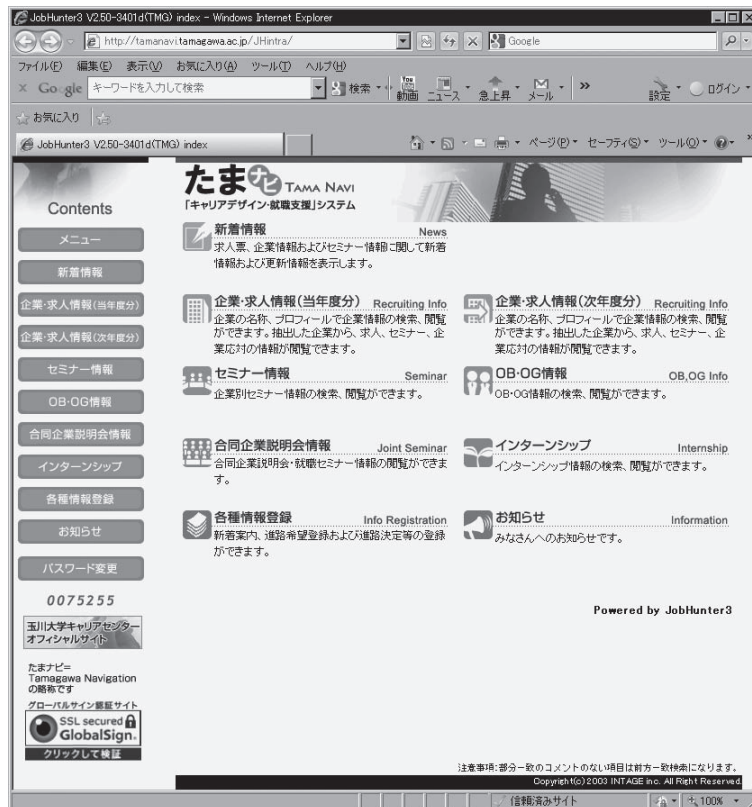 JobHunter3 V2.50-3401d(TMG) index - Windows Internet Explorer
http://tamanavi.tamagawa.ac.jp/JHintra/
Google
ファイル(F) 編集(E) 表示(V) お気に入り(A) ツール(T) ヘルプ(H)
Google キーワードを入力して検索 検索 動画 ニュース 急上昇 メール » 設定 ログイン
お気に入り
JobHunter3 V2.50-3401d(TMG) index
ページ(P) セーフティ(S) ツール(O)
Contents
メニュー
新着情報
企業・求人情報(当年度分)
企業・求人情報(次年度分)
セミナー情報
OB・OG情報
合同企業説明会情報
インターンシップ
各種情報登録
お知らせ
パスワード変更
0075255
玉川大学キャリアセンター
オフィシャルサイト
たまナビ=
Tamagawa Navigation
の略称です
グローバルサイン認証サイト
SSL secured
GlobalSign.
クリックして検証
たまナビ TAMA NAVI
「キャリアデザイン・就職支援」システム
新着情報 News
求人票、企業情報およびセミナー情報に関して新着
情報および更新情報を表示します。
企業・求人情報(当年度分) Recruiting Info
企業の名称、プロフィールで企業情報の検索、閲覧
ができます。抽出した企業から、求人、セミナー、企
業応対の情報が閲覧できます。
企業・求人情報(次年度分) Recruiting Info
企業の名称、プロフィールで企業情報の検索、閲覧
ができます。抽出した企業から、求人、セミナー、企
業応対の情報が閲覧できます。
セミナー情報 Seminar
企業別セミナー情報の検索、閲覧ができます。
OB・OG情報 OB,OG Info
OB・OG情報の検索、閲覧ができます。
合同企業説明会情報 Joint Seminar
合同企業説明会・就職セミナー情報の閲覧ができま
す。
インターンシップ Internship
インターンシップ情報の検索、閲覧ができます。
各種情報登録 Info Registration
新着案内、進路希望登録および進路決定等の登録
ができます。
お知らせ Information
みなさんへのお知らせです。
Powered by JobHunter3
注意事項:部分一致のコメントのない項目は前方一致検索になります。
Copyright(c)2003 INTAGE inc. All Right Reserved.
信頼済みサイト 100%